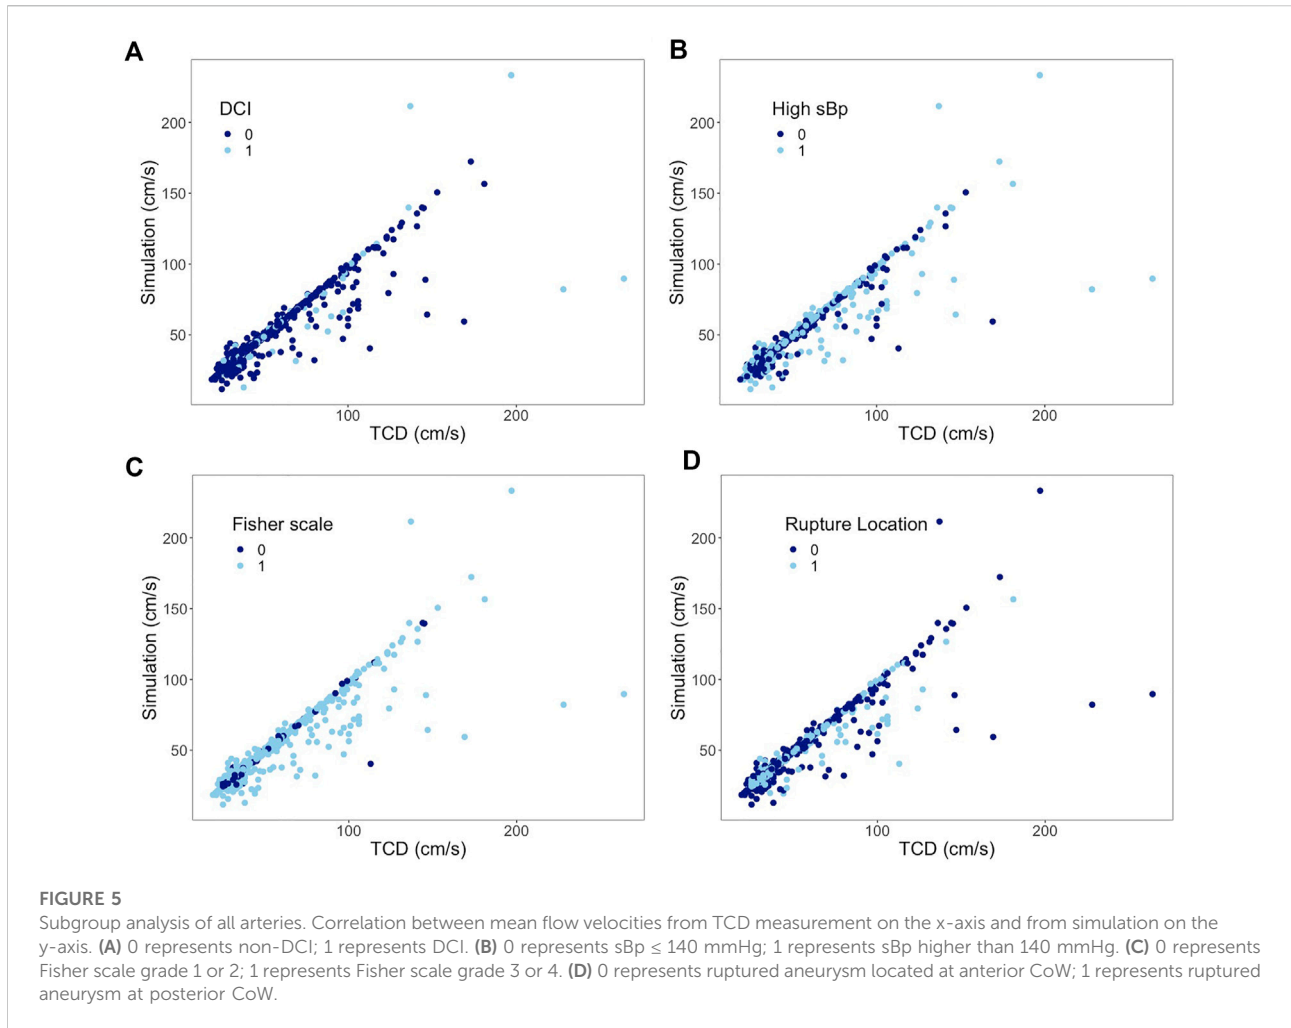 A
DCI
0
1
200
150
100
50
Simulation (cm/s)
100
200
TCD (cm/s)
B
High sBp
0
1
200
150
100
50
Simulation (cm/s)
100
200
TCD (cm/s)
C
Fisher scale
0
1
200
150
100
50
Simulation (cm/s)
100
200
TCD (cm/s)
D
Rupture Location
0
1
200
150
100
50
Simulation (cm/s)
100
200
TCD (cm/s)
FIGURE 5
Subgroup analysis of all arteries. Correlation between mean flow velocities from TCD measurement on the x-axis and from simulation on the
y-axis. (A) 0 represents non-DCI; 1 represents DCI. (B) 0 represents sBp ≤ 140 mmHg; 1 represents sBp higher than 140 mmHg. (C) 0 represents
Fisher scale grade 1 or 2; 1 represents Fisher scale grade 3 or 4. (D) 0 represents ruptured aneurysm located at anterior CoW; 1 represents ruptured
aneurysm at posterior CoW.